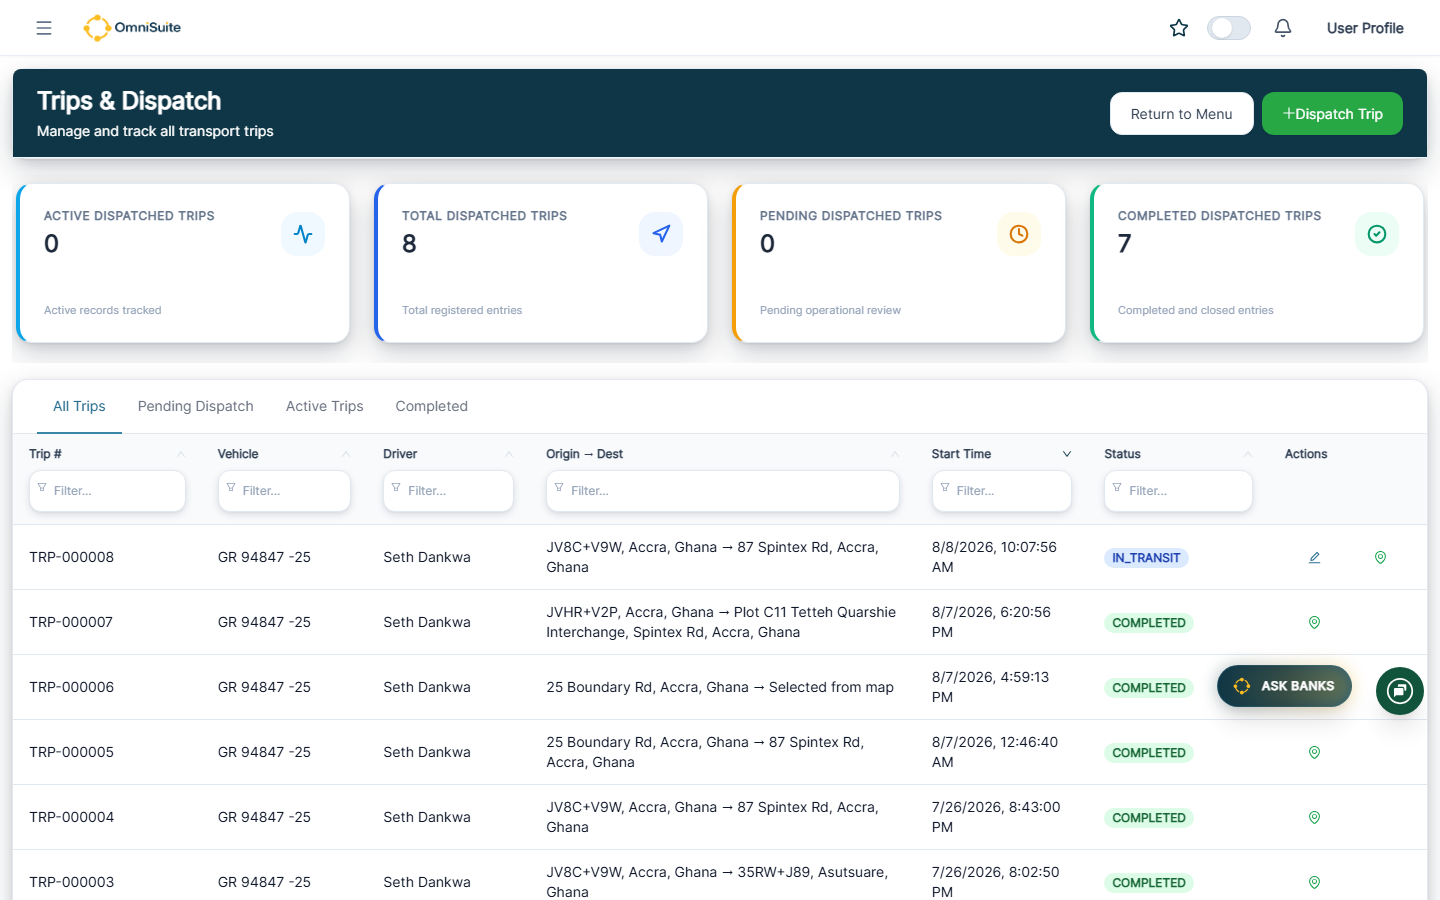 OmniSuite
User Profile
Trips & Dispatch
Manage and track all transport trips
Return to Menu
+Dispatch Trip
ACTIVE DISPATCHED TRIPS
0
Active records tracked
TOTAL DISPATCHED TRIPS
8
Total registered entries
PENDING DISPATCHED TRIPS
0
Pending operational review
COMPLETED DISPATCHED TRIPS
7
Completed and closed entries
All Trips Pending Dispatch Active Trips Completed
Trip # Vehicle Driver Origin → Dest Start Time Status Actions
Filter... Filter... Filter... Filter... Filter... Filter...
TRP-000008 GR 94847 -25 Seth Dankwa JV8C+V9W, Accra, Ghana → 87 Spintex Rd, Accra, 8/8/2026, 10:07:56 IN_TRANSIT
Ghana AM
TRP-000007 GR 94847 -25 Seth Dankwa JVHR+V2P, Accra, Ghana → Plot C11 Tetteh Quarshie 8/7/2026, 6:20:56 COMPLETED
Interchange, Spintex Rd, Accra, Ghana PM
TRP-000006 GR 94847 -25 Seth Dankwa 25 Boundary Rd, Accra, Ghana → Selected from map 8/7/2026, 4:59:13 COMPLETED
PM
ASK BANKS
TRP-000005 GR 94847 -25 Seth Dankwa 25 Boundary Rd, Accra, Ghana → 87 Spintex Rd, 8/7/2026, 12:46:40 COMPLETED
Accra, Ghana AM
TRP-000004 GR 94847 -25 Seth Dankwa JV8C+V9W, Accra, Ghana → 87 Spintex Rd, Accra, 7/26/2026, 8:43:00 COMPLETED
Ghana PM
TRP-000003 GR 94847 -25 Seth Dankwa JV8C+V9W, Accra, Ghana → 35RW+J89, Asutsuare, 7/26/2026, 8:02:50 COMPLETED
Ghana PM